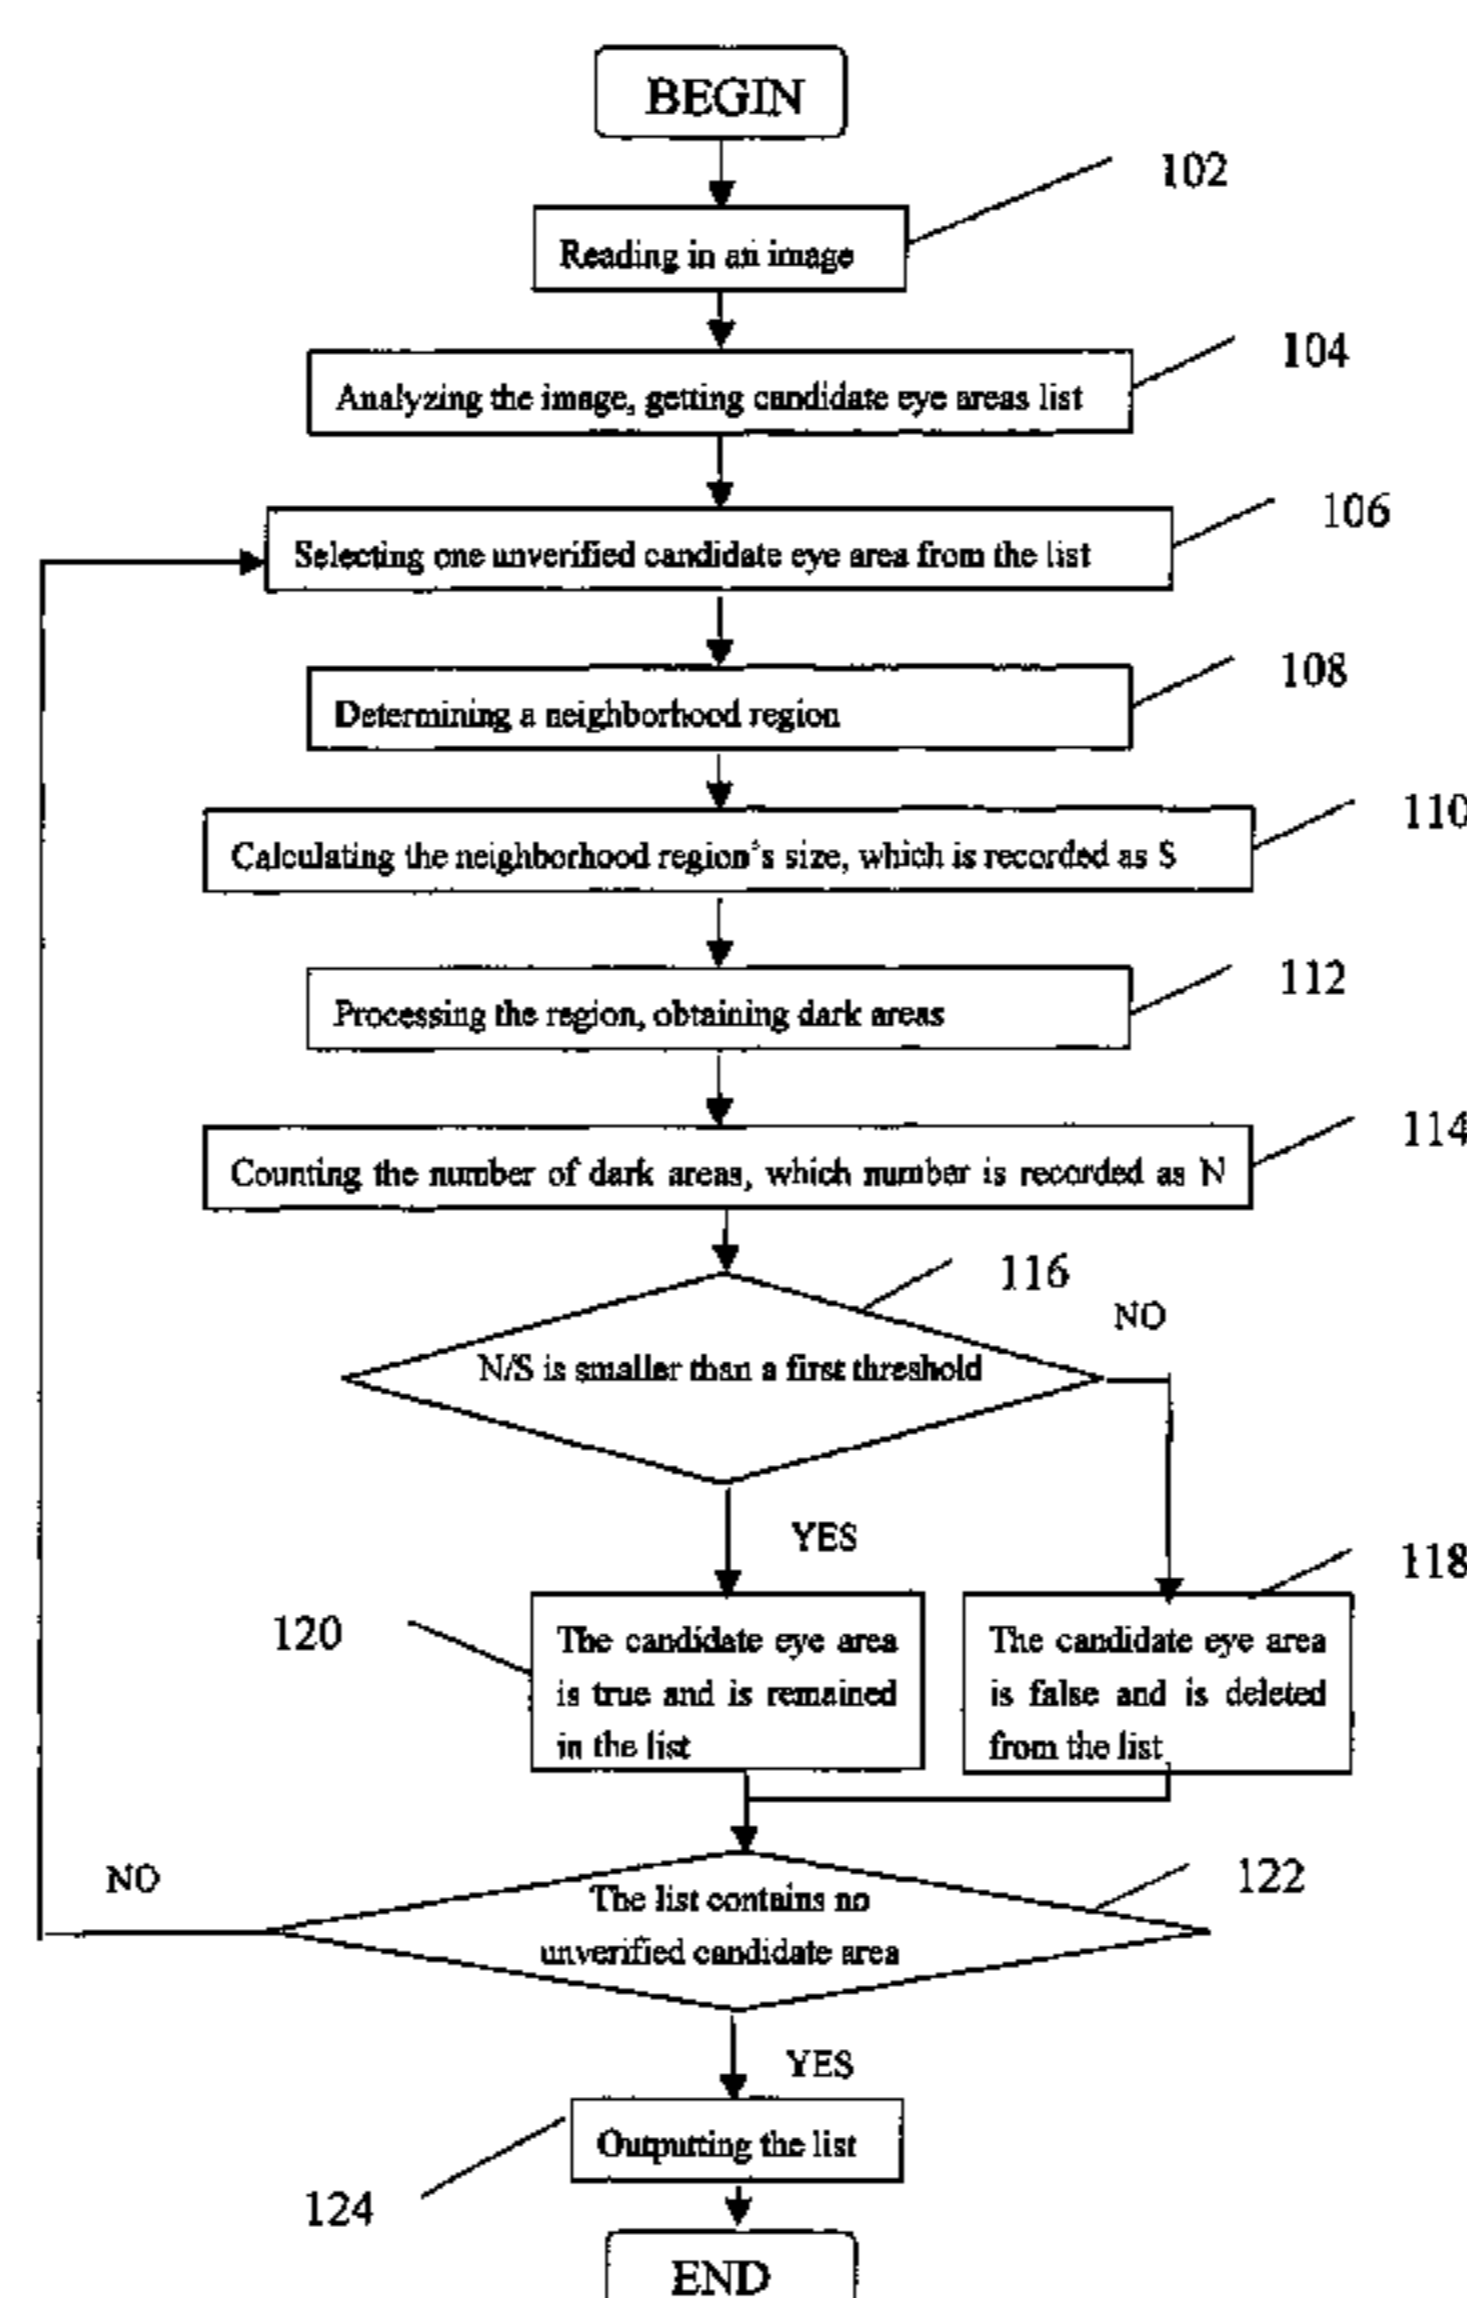 BEGIN
102
Reading in an image
104
Analyzing the image, getting candidate eye areas list
106
Selecting one unverified candidate eye area from the list
108
Determining a neighborhood region
110
Calculating the neighborhood region's size, which is recorded as S
112
Processing the region, obtaining dark areas
114
Counting the number of dark areas, which number is recorded as N
116
NO
N/S is smaller than a first threshold
YES
118
120
The candidate eye area
is true and is remained
in the list
The candidate eye area
is false and is deleted
from the list
NO
122
The list contains no
unverified candidate area
YES
Outputting the list
124
END